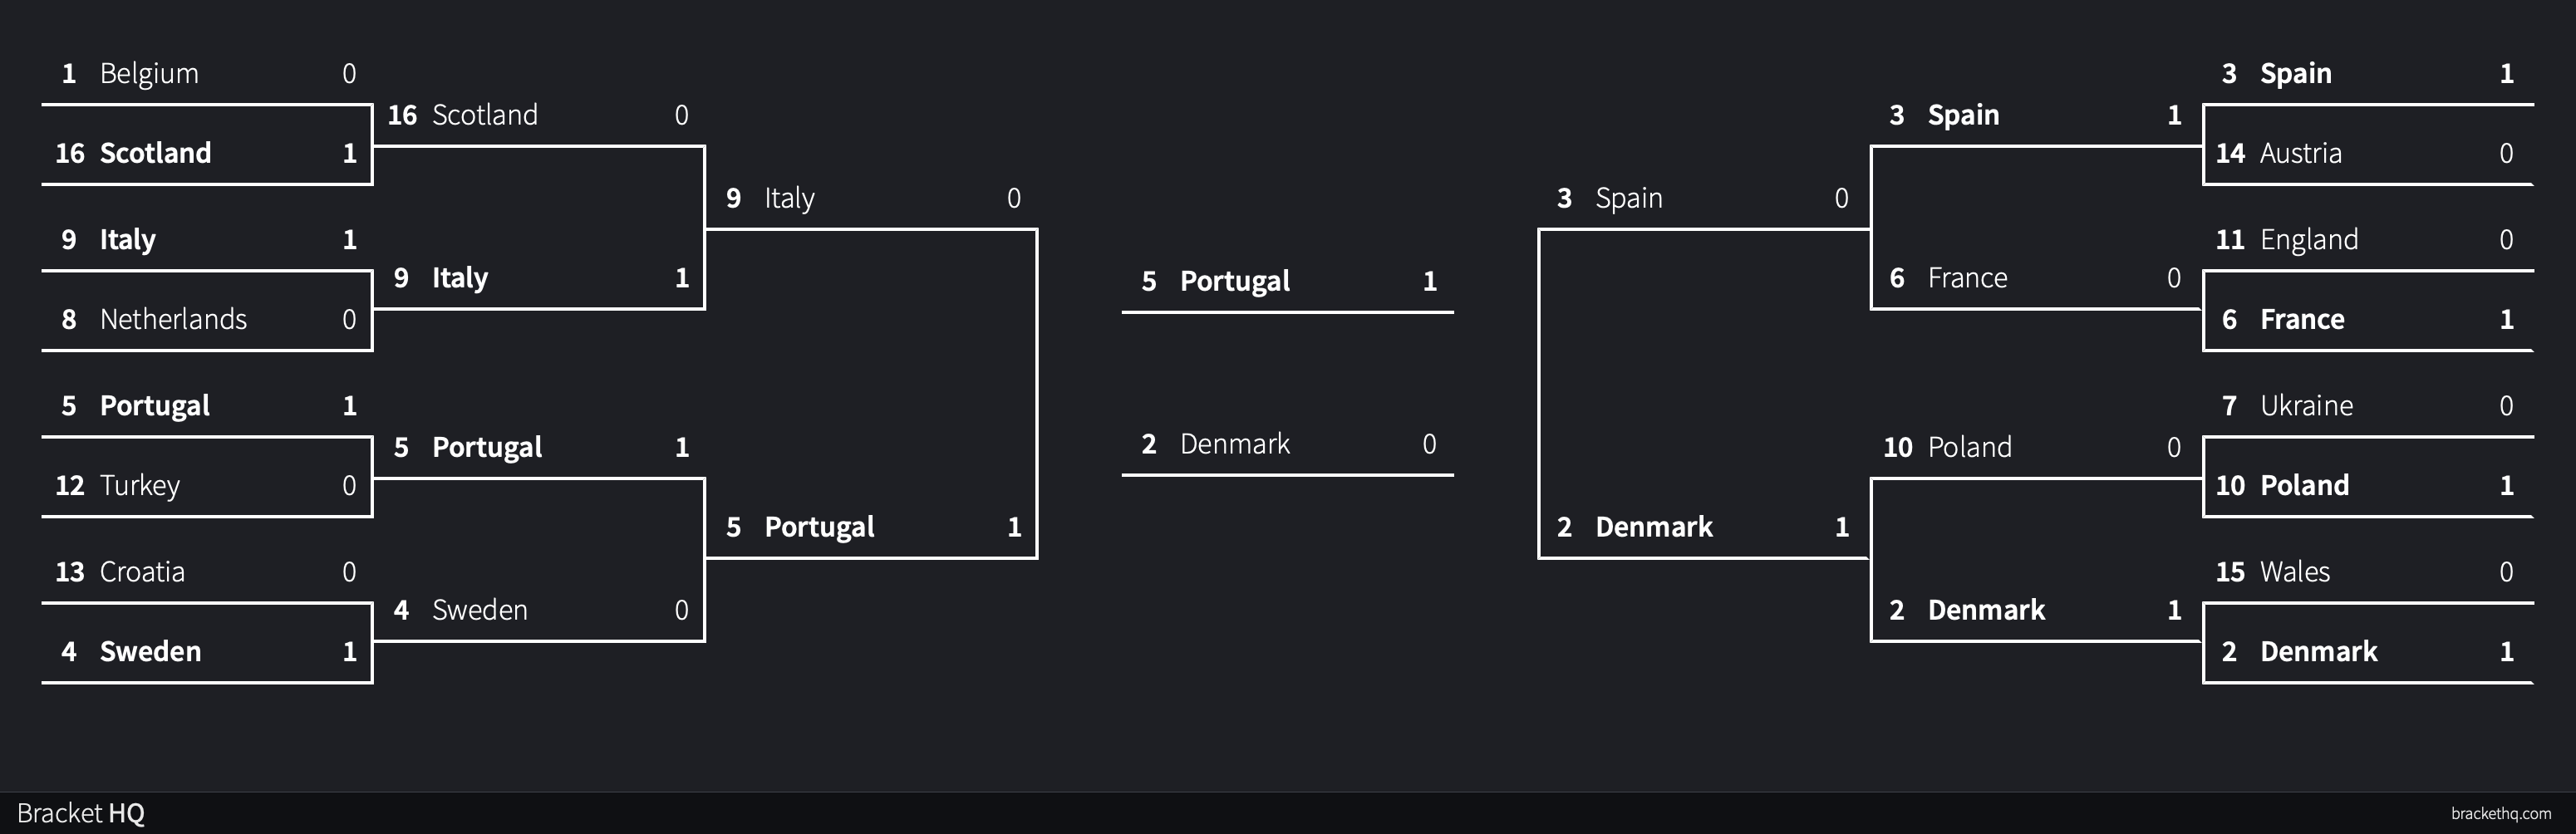 1 Belgium 0
16 Scotland 1
9 Italy 1
8 Netherlands 0
5 Portugal 1
12 Turkey 0
13 Croatia 0
4 Sweden 1
16 Scotland 0
9 Italy 1
5 Portugal 1
4 Sweden 0
9 Italy 0
5 Portugal 1
5 Portugal 1
2 Denmark 0
3 Spain 0
2 Denmark 1
3 Spain 1
6 France 0
10 Poland 0
2 Denmark 1
3 Spain 1
14 Austria 0
11 England 0
6 France 1
7 Ukraine 0
10 Poland 1
15 Wales 0
2 Denmark 1
Bracket HQ
brackethq.com